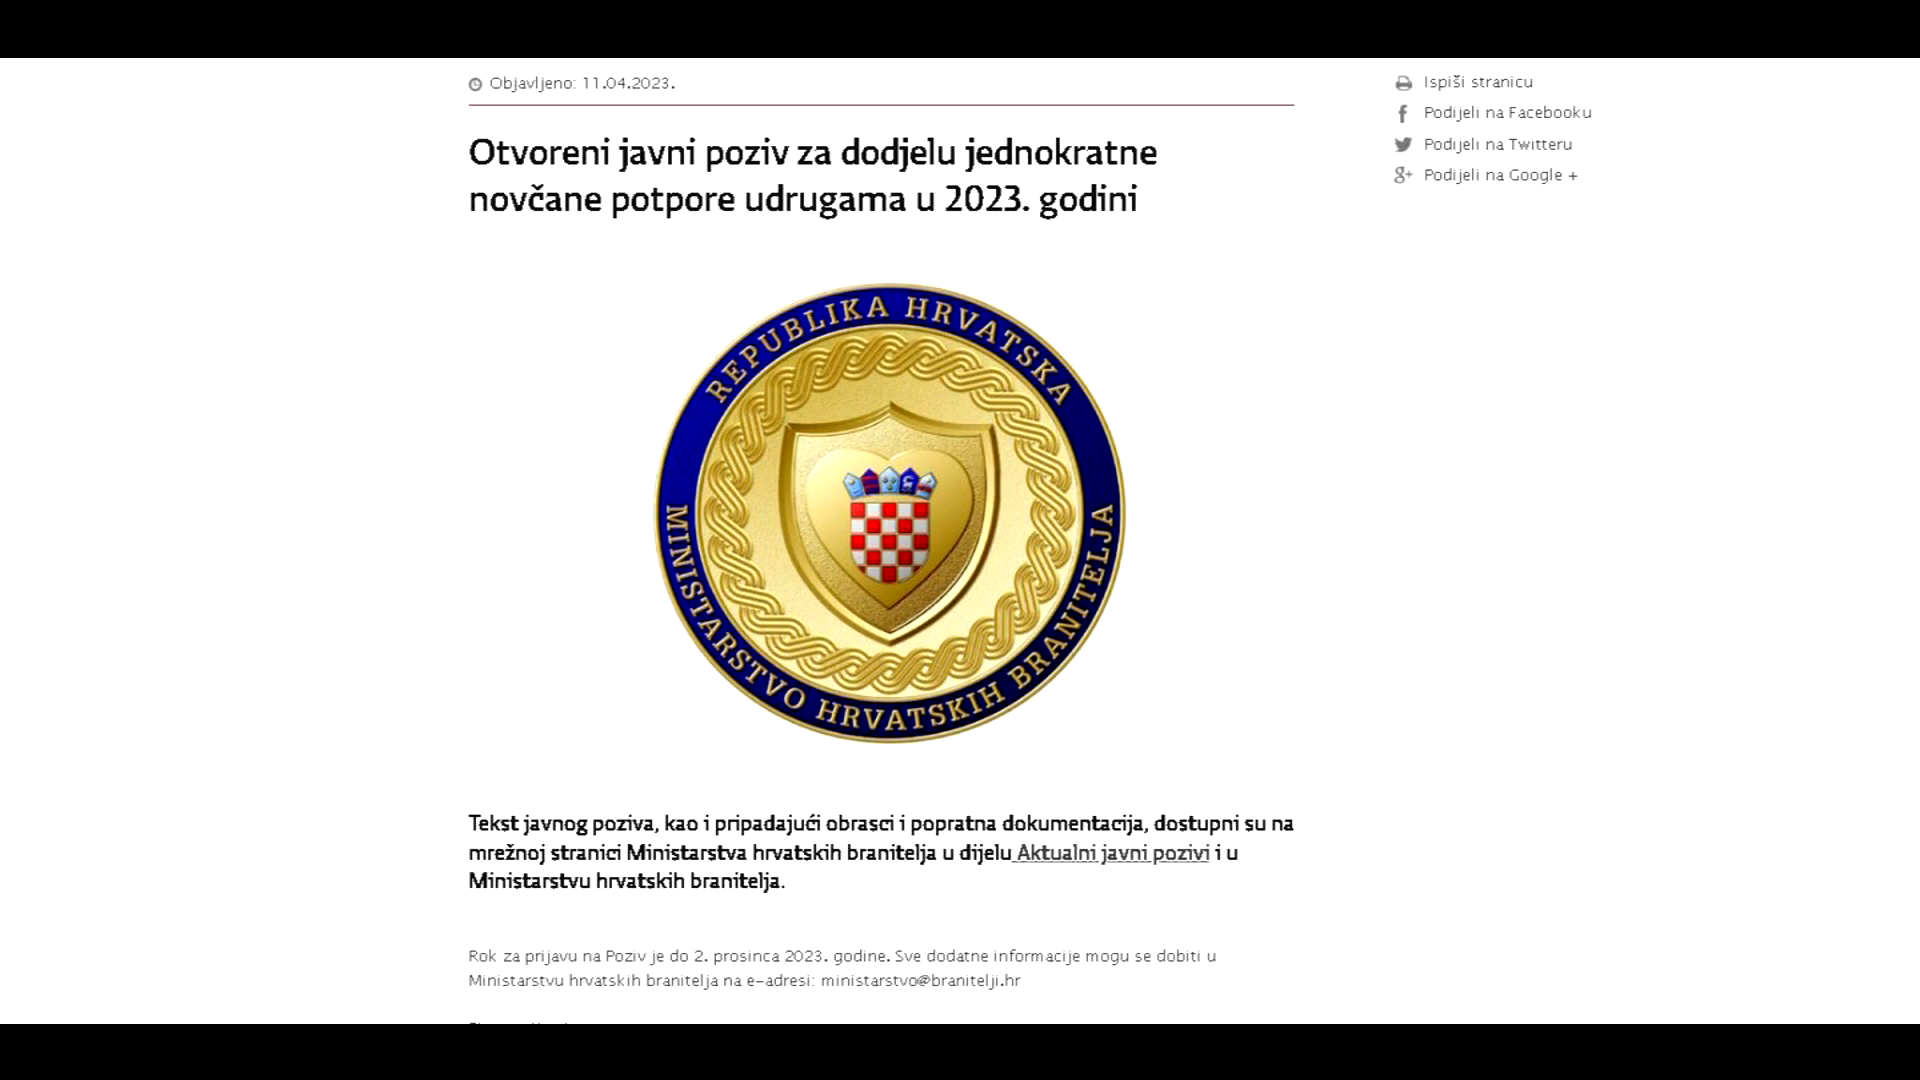 Objavljeno: 11.04.2023.
Otvoreni javni poziv za dodjelu jednokratne
novčane potpore udrugama u 2023. godini
REPUBLIKA HRVATSKA
MINISTARSTVO HRVATSKIH BRANITELJA
Tekst javnog poziva, kao i pripadajući obrasci i popratna dokumentacija, dostupni su na
mrežnoj stranici Ministarstva hrvatskih branitelja u dijelu Aktualni javni pozivi i u
Ministarstvu hrvatskih branitelja.
Rok za prijavu na Poziv je do 2. prosinca 2023. godine. Sve dodatne informacije mogu se dobiti u
Ministarstvu hrvatskih branitelja na e-adresi: ministarstvo@branitelji.hr
Ispiši stranicu
Podijeli na Facebooku
Podijeli na Twitteru
Podijeli na Google +